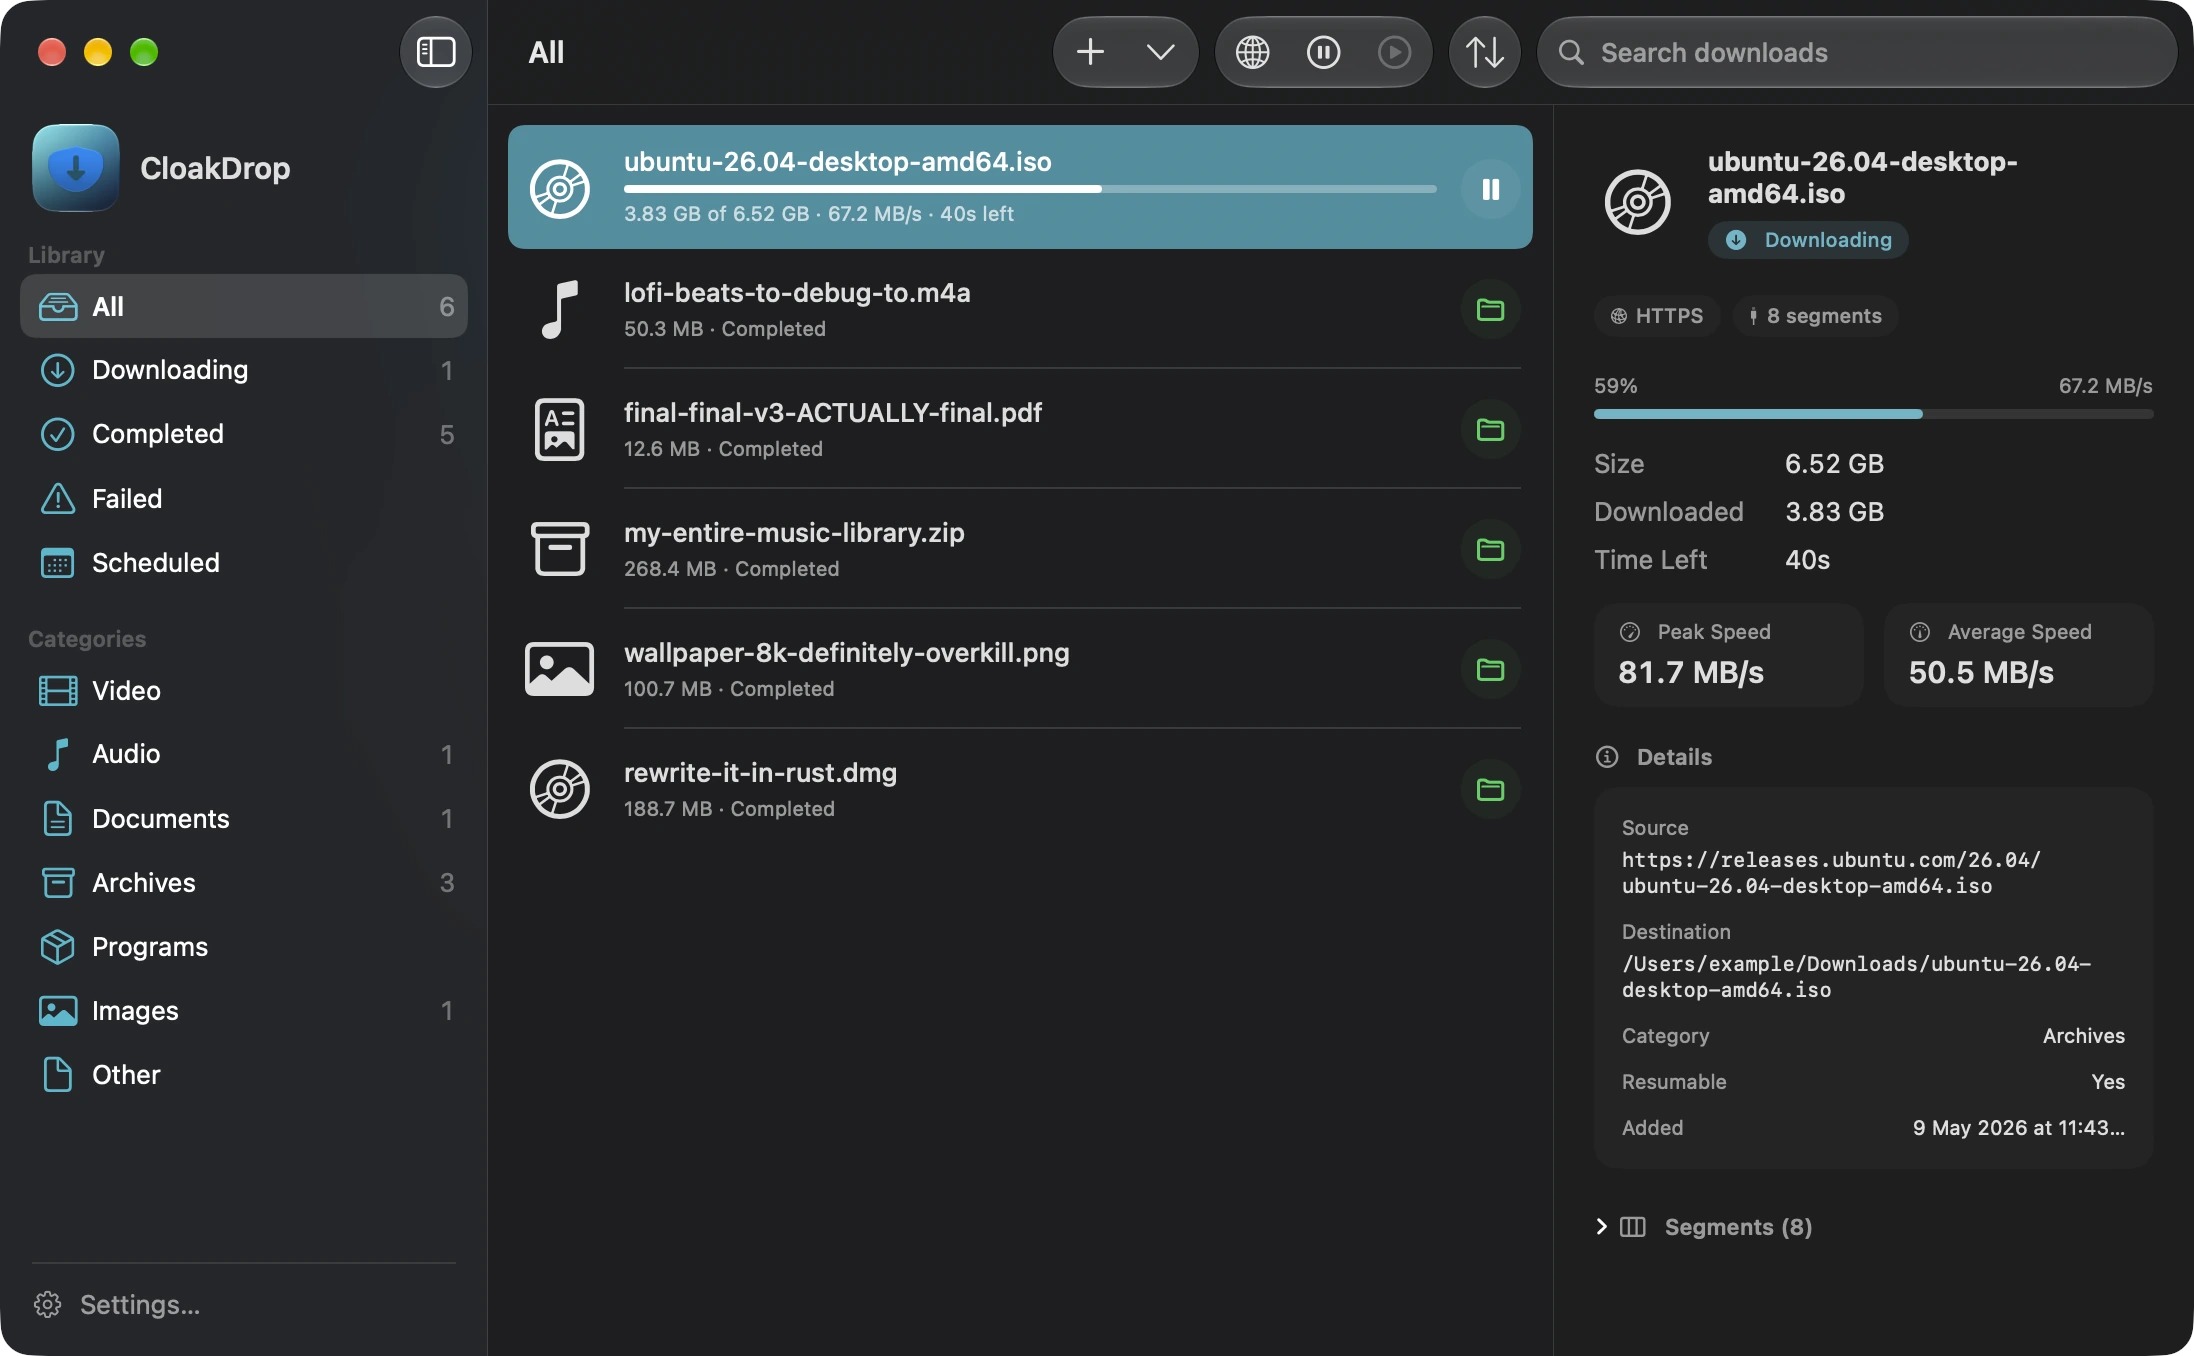 CloakDrop
Library
All 6
Downloading 1
Completed 5
Failed
Scheduled
Categories
Video
Audio 1
Documents 1
Archives 3
Programs
Images 1
Other
Settings...
All
Search downloads
ubuntu-26.04-desktop-amd64.iso
3.83 GB of 6.52 GB · 67.2 MB/s · 40s left
lofi-beats-to-debug-to.m4a
50.3 MB · Completed
final-final-v3-ACTUALLY-final.pdf
12.6 MB · Completed
my-entire-music-library.zip
268.4 MB · Completed
wallpaper-8k-definitely-overkill.png
100.7 MB · Completed
rewrite-it-in-rust.dmg
188.7 MB · Completed
ubuntu-26.04-desktop-
amd64.iso
Downloading
HTTPS 8 segments
59% 67.2 MB/s
Size 6.52 GB
Downloaded 3.83 GB
Time Left 40s
Peak Speed Average Speed
81.7 MB/s 50.5 MB/s
Details
Source
https://releases.ubuntu.com/26.04/
ubuntu-26.04-desktop-amd64.iso
Destination
/Users/example/Downloads/ubuntu-26.04-
desktop-amd64.iso
Category Archives
Resumable Yes
Added 9 May 2026 at 11:43...
Segments (8)